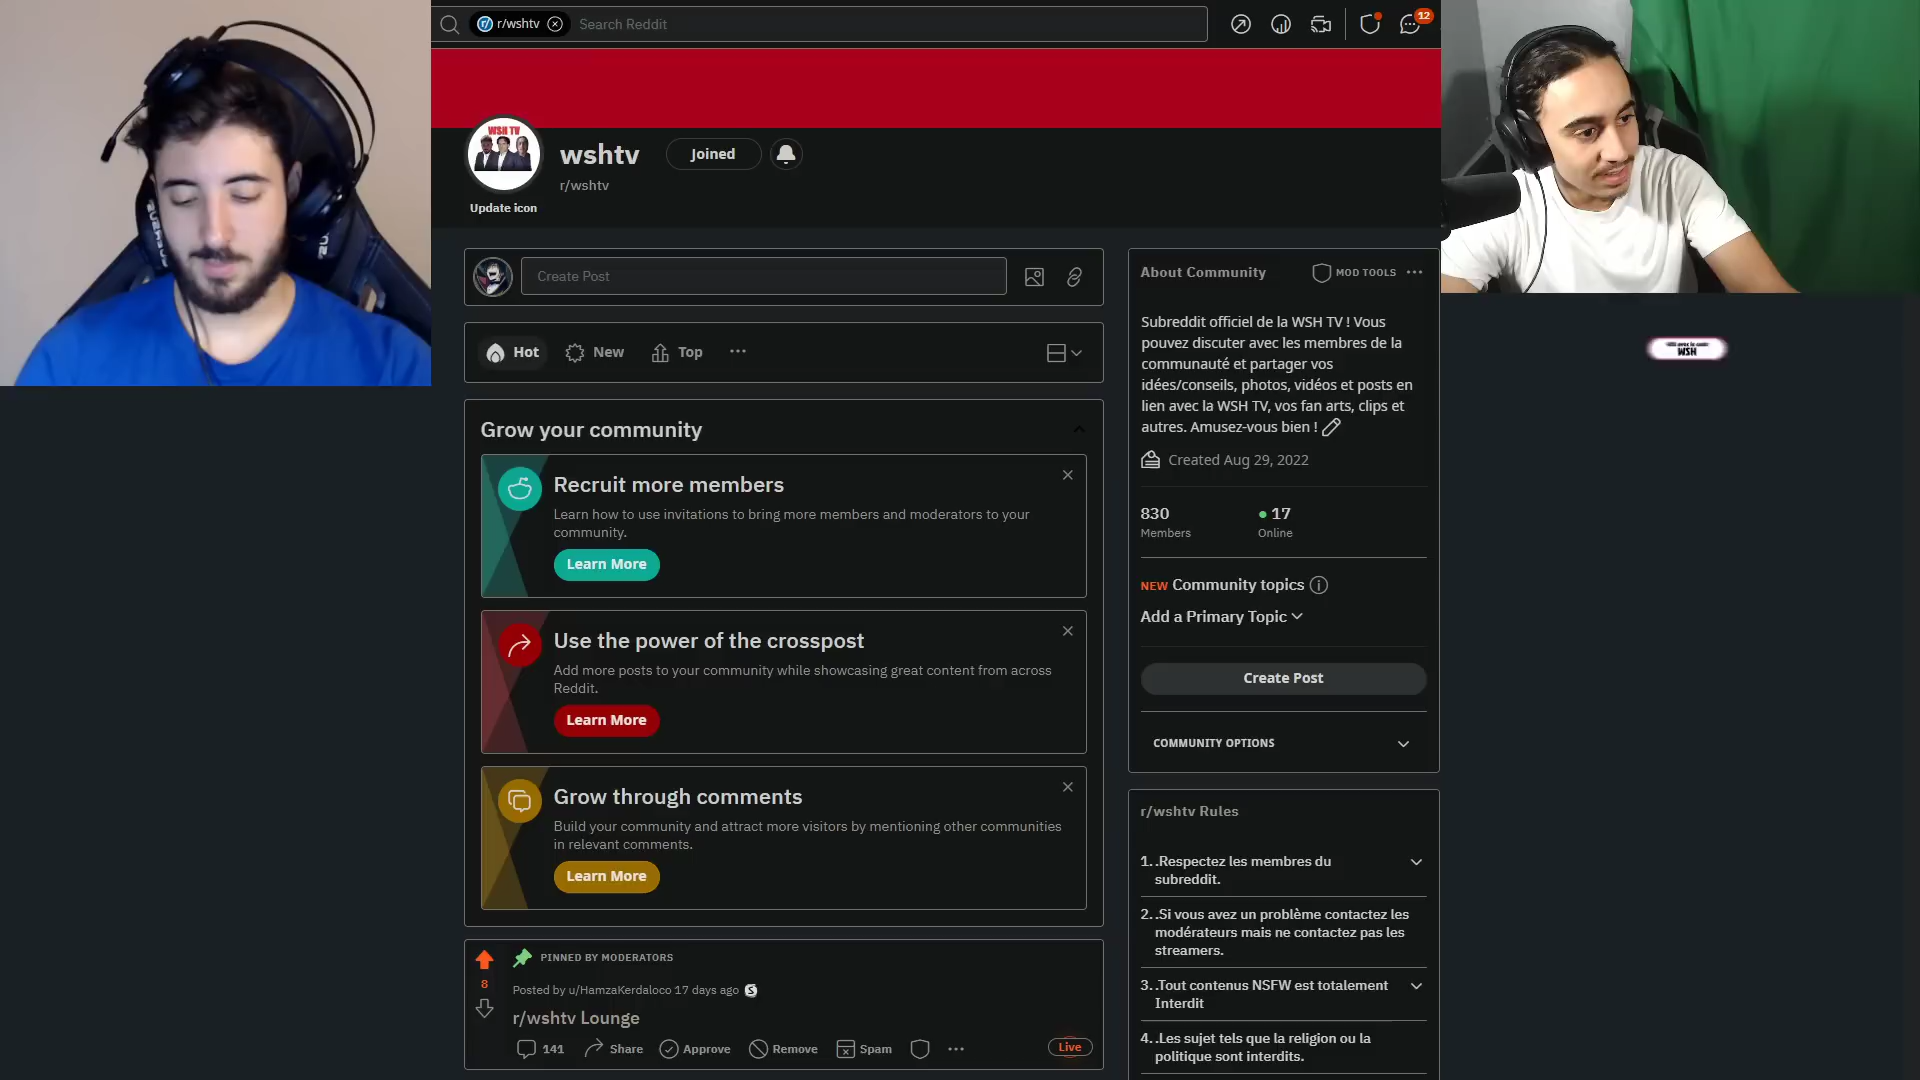 r/wshtv
Search Reddit
12
WSH TV
wshtv
Joined
r/wshtv
Update icon
Create Post
Hot
New
Top
Grow your community
Recruit more members
Learn how to use invitations to bring more members and moderators to your
community.
Learn More
Use the power of the crosspost
Add more posts to your community while showcasing great content from across
Reddit.
Learn More
Grow through comments
Build your community and attract more visitors by mentioning other communities
in relevant comments.
Learn More
PINNED BY MODERATORS
8
Posted by u/HamzaKerdaloco 17 days ago
r/wshtv Lounge
141
Share
Approve
Remove
Spam
Live
About Community
MOD TOOLS
Subreddit officiel de la WSH TV ! Vous
pouvez discuter avec les membres de la
communauté et partager vos
idées/conseils, photos, vidéos et posts en
lien avec la WSH TV, vos fan arts, clips et
autres. Amusez-vous bien !
Created Aug 29, 2022
830
Members
17
Online
NEW Community topics
Add a Primary Topic
Create Post
COMMUNITY OPTIONS
r/wshtv Rules
1. .Respectez les membres du
subreddit.
2. .Si vous avez un problème contactez les
modérateurs mais ne contactez pas les
streamers.
3. .Tout contenus NSFW est totalement
Interdit
4. .Les sujet tels que la religion ou la
politique sont interdits.
WSH